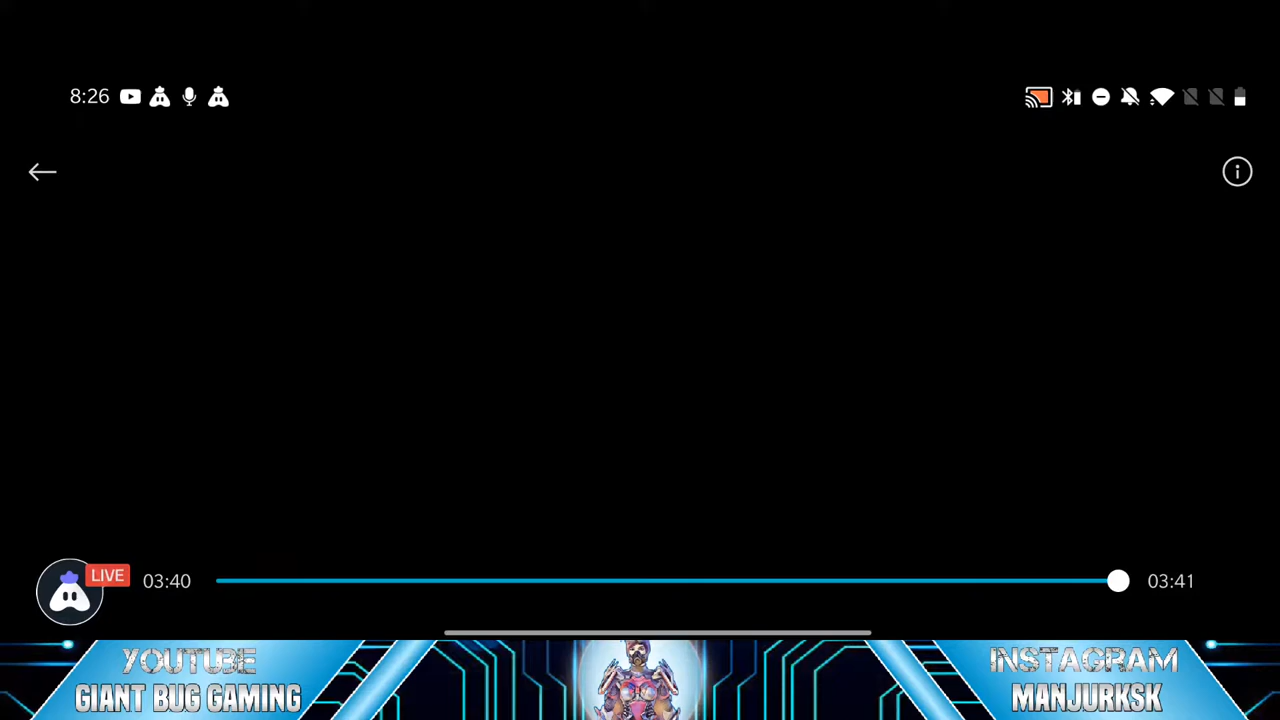 8:26
LIVE
03:40
03:41
YOUTUBE
GIANT BUG GAMING
INSTAGRAM
MANJURKSK